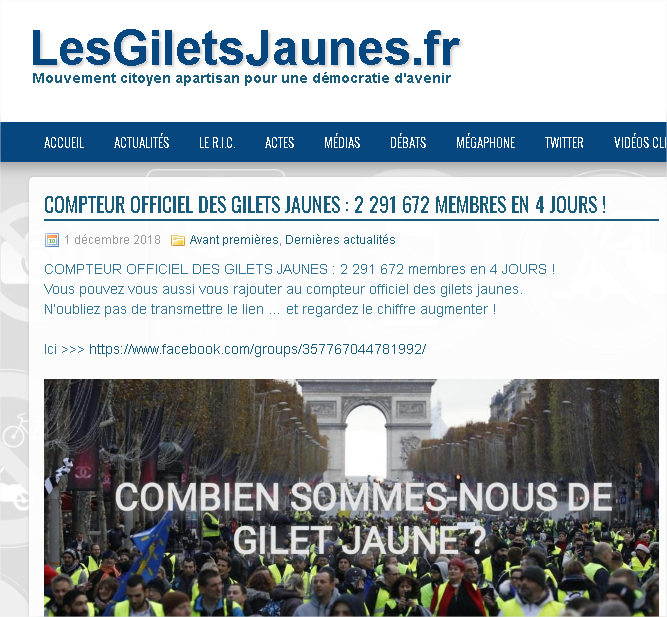 LesGiletsJaunes.fr
Mouvement citoyen apartisan pour une démocratie d'avenir
ACCUEIL ACTUALITÉS LE R.I.C. ACTES MÉDIAS DÉBATS MÉGAPHONE TWITTER VIDÉOS CLI
COMPTEUR OFFICIEL DES GILETS JAUNES : 2 291 672 MEMBRES EN 4 JOURS !
1 décembre 2018 Avant premières, Dernières actualités
COMPTEUR OFFICIEL DES GILETS JAUNES : 2 291 672 membres en 4 JOURS !
Vous pouvez vous aussi vous rajouter au compteur officiel des gilets jaunes.
N'oubliez pas de transmettre le lien ... et regardez le chiffre augmenter !
Ici >>> https://www.facebook.com/groups/357767044781992/
COMBIEN SOMMES-NOUS DE
GILET JAUNE ?